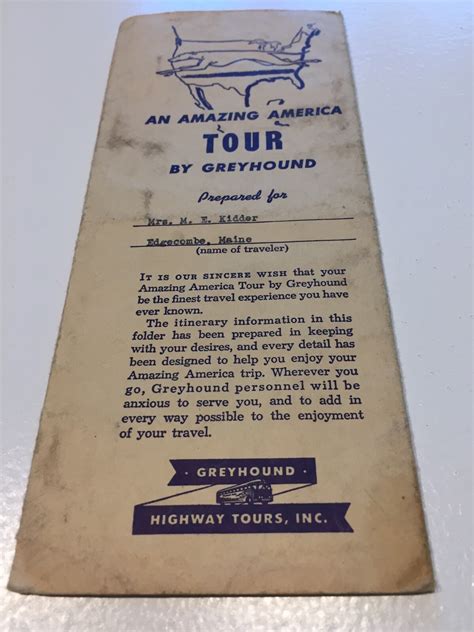 AN AMAZING AMERICA
TOUR
BY GREYHOUND
Prepared for
Mrs. M. E. Kidder
Edgecombe, Maine
(name of traveler)
IT IS OUR SINCERE WISH that your
Amazing America Tour by Greyhound
be the finest travel experience you have
ever known.
The itinerary information in this
folder has been prepared in keeping
with your desires, and every detail has
been designed to help you enjoy your
Amazing America trip. Wherever you
go, Greyhound personnel will be
anxious to serve you, and to add in
every way possible to the enjoyment
of your travel.
· GREYHOUND ·
HIGHWAY TOURS, INC.